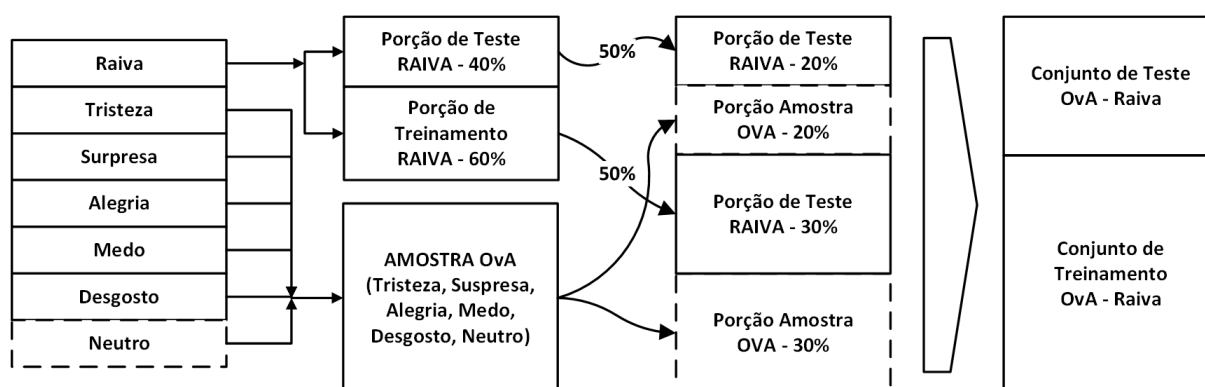 Raiva
Tristeza
Surpresa
Alegria
Medo
Desgosto
Neutro
Porção de Teste
RAIVA - 40%
Porção de
Treinamento
RAIVA - 60%
AMOSTRA OvA
(Tristeza, Suspresa,
Alegria, Medo,
Desgosto, Neutro)
50%
50%
Porção de Teste
RAIVA - 20%
Porção Amostra
OVA - 20%
Porção de Teste
RAIVA - 30%
Porção Amostra
OVA - 30%
Conjunto de Teste
OvA - Raiva
Conjunto de
Treinamento
OvA - Raiva